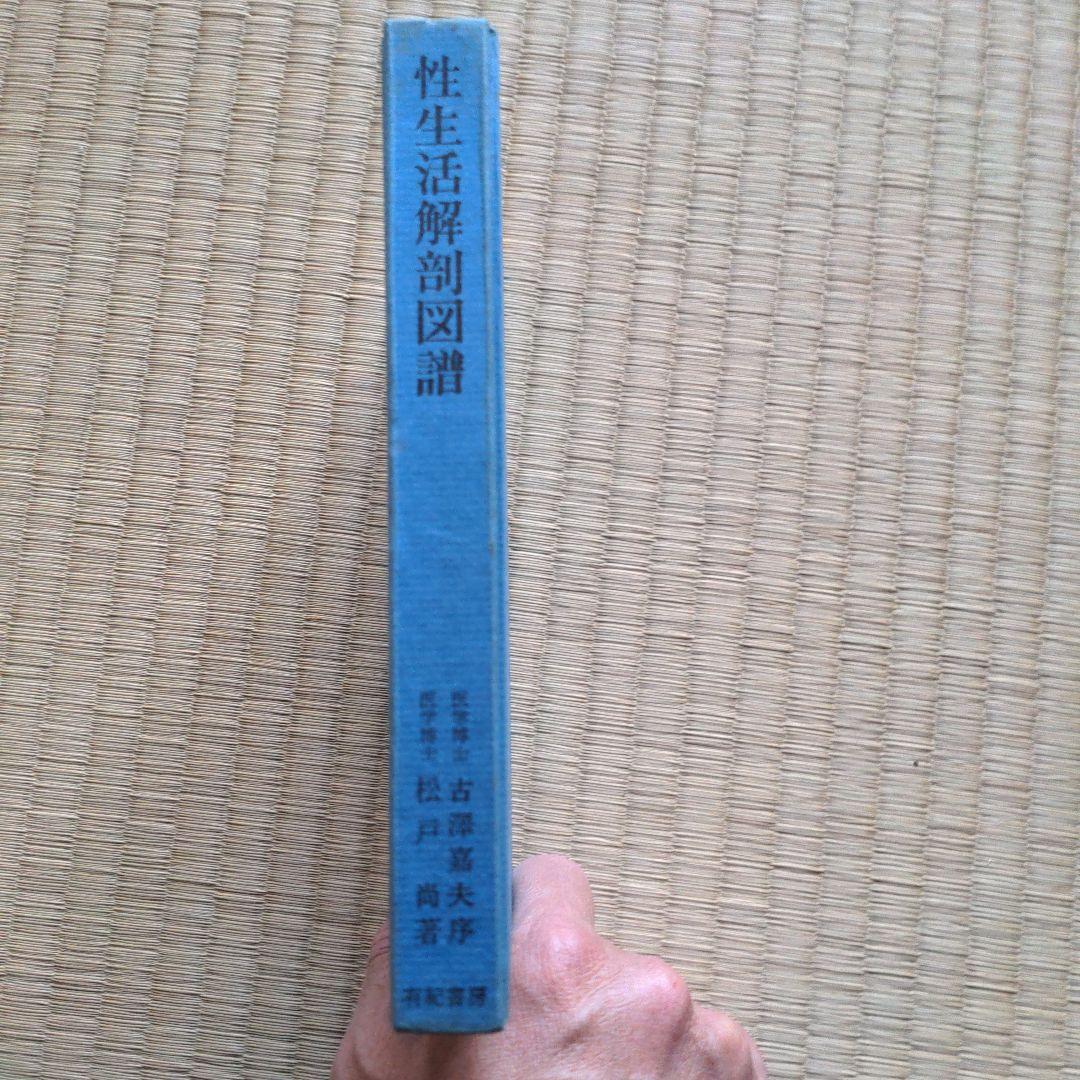 性生活解剖図譜
医学博士 古澤嘉夫序
医学博士 松戸尚著
有紀書房